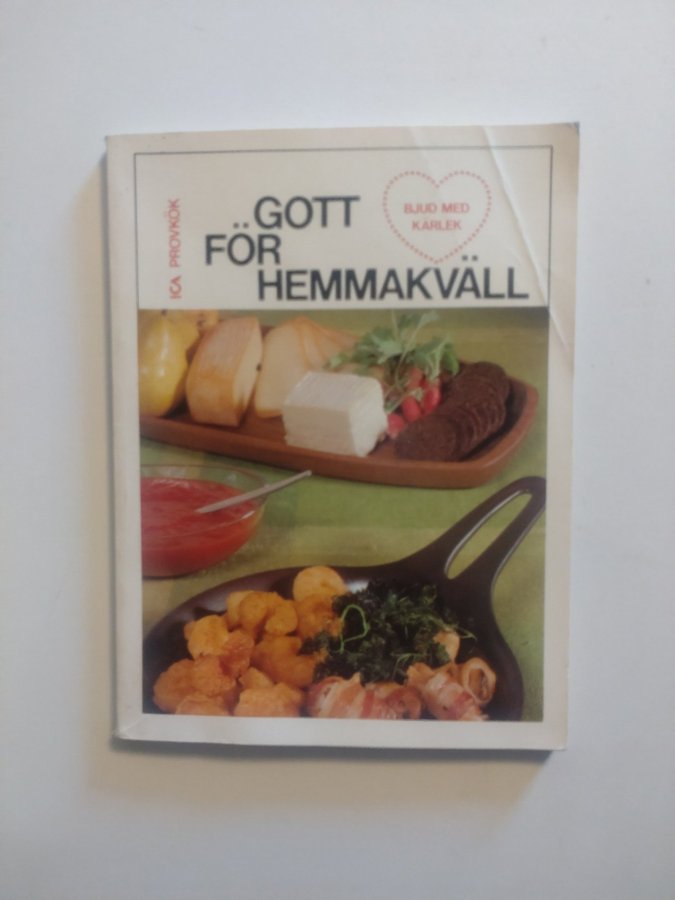 ICA PROVKÖK
GOTT
FÖR
HEMMAKVÄLL
BJUD MED
KÄRLEK